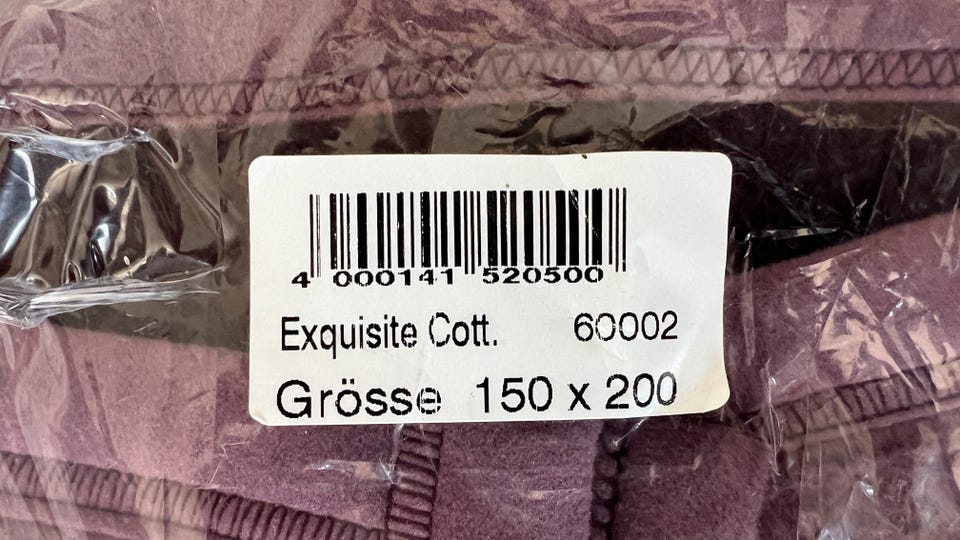 4 000141 520500
Exquisite Cott. 60002
Grösse 150 x 200